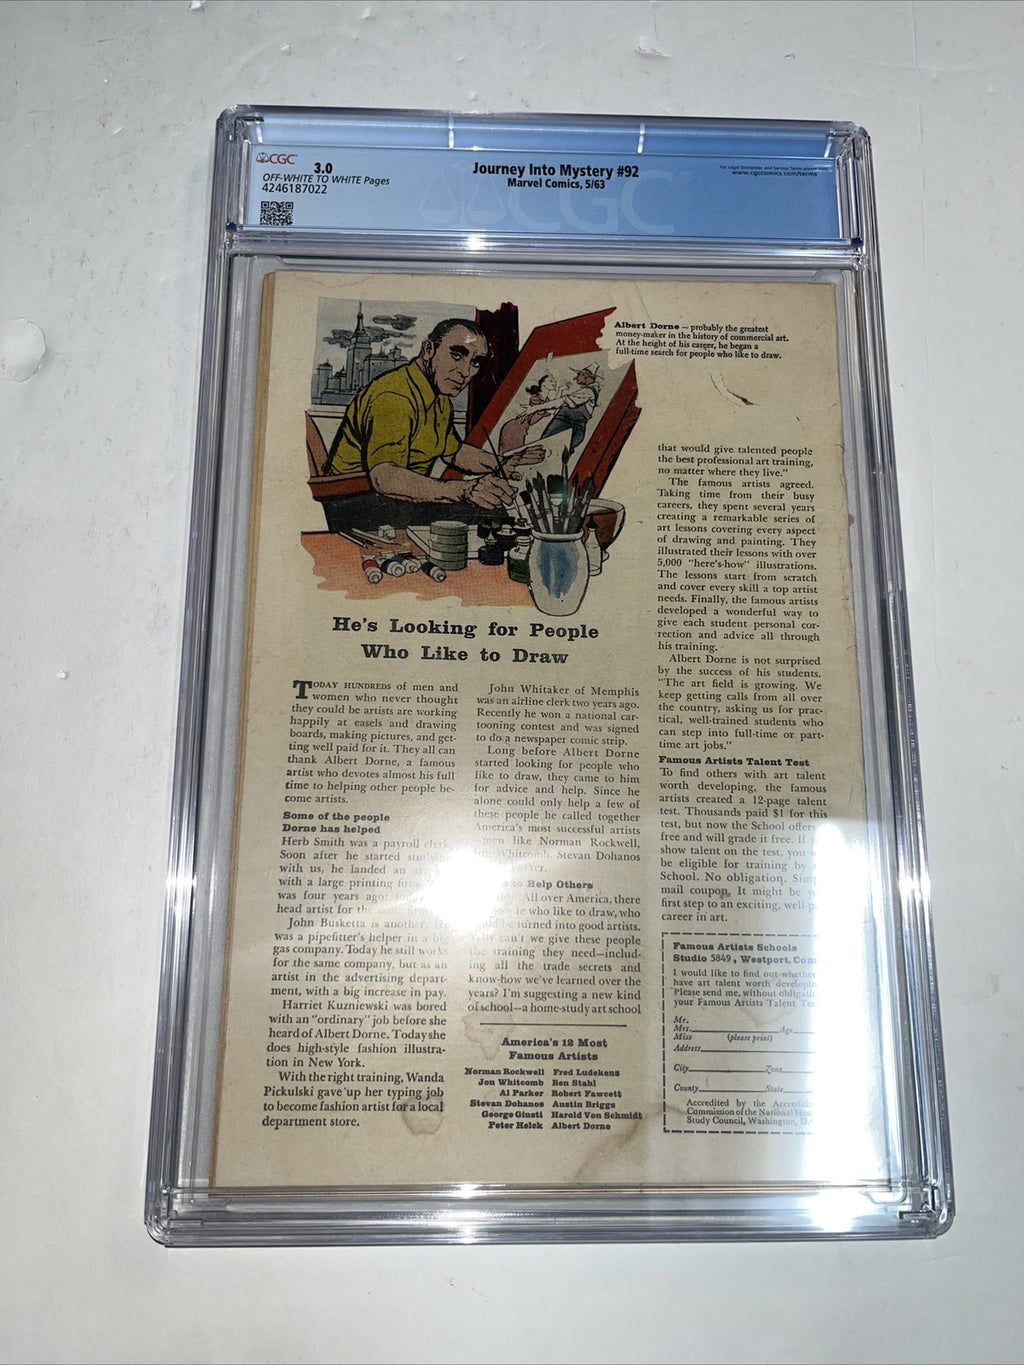 CGC
3.0
OFF-WHITE TO WHITE Pages
4246187022
Journey Into Mystery #92
Marvel Comics, 5/63
For Legal Disclaimer and Service Terms please visit
www.cgccomics.com/terms
CGC
Albert Dorne – probably the greatest
money-maker in the history of commercial art.
At the height of his career, he began a
full-time search for people who like to draw.
He's Looking for People
Who Like to Draw
TODAY HUNDREDS of men and
women who never thought
they could be artists are working
happily at easels and drawing
boards, making pictures, and get-
ting well paid for it. They all can
thank Albert Dorne, a famous
artist who devotes almost his full
time to helping other people be-
come artists.
Some of the people
Dorne has helped
Herb Smith was a payroll clerk.
Soon after he started studying
with us, he landed an
with a large printing firm
was four years ago;
head artist for the same firm.
John Busketta is another. He
was a pipefitter's helper in a big
gas company. Today he still works
for the same company, but as an
artist in the advertising depart-
ment, with a big increase in pay.
Harriet Kuzniewski was bored
with an "ordinary" job before she
heard of Albert Dorne. Today she
does high-style fashion illustra-
tion in New York.
With the right training, Wanda
Pickulski gave up her typing job
to become fashion artist for a local
department store.
John Whitaker of Memphis
was an airline clerk two years ago.
Recently he won a national car-
tooning contest and was signed
to do a newspaper comic strip.
Long before Albert Dorne
started looking for people who
like to draw, they came to him
for advice and help. Since he
alone could only help a few of
these people he called together
America's most successful artists
—men like Norman Rockwell,
Whitcomb, Stevan Dohanos
to Help Others
All over America, there
people who like to draw, who
be turned into good artists.
Why can't we give these people
the training they need—includ-
ing all the trade secrets and
know-how we've learned over the
years? I'm suggesting a new kind
of school—a home-study art school
America's 12 Most
Famous Artists
Norman Rockwell Fred Ludekens
Jon Whitcomb Ben Stahl
Al Parker Robert Fawcett
Stevan Dohanos Austin Briggs
George Giusti Harold Von Schmidt
Peter Helck Albert Dorne
that would give talented people
the best professional art training,
no matter where they live."
The famous artists agreed.
Taking time from their busy
careers, they spent several years
creating a remarkable series of
art lessons covering every aspect
of drawing and painting. They
illustrated their lessons with over
5,000 "here's-how" illustrations.
The lessons start from scratch
and cover every skill a top artist
needs. Finally, the famous artists
developed a wonderful way to
give each student personal cor-
rection and advice all through
his training.
Albert Dorne is not surprised
by the success of his students.
"The art field is growing. We
keep getting calls from all over
the country, asking us for prac-
tical, well-trained students who
can step into full-time or part-
time art jobs."
Famous Artists Talent Test
To find others with art talent
worth developing, the famous
artists created a 12-page talent
test. Thousands paid $1 for this
test, but now the School offers
free and will grade it free. If
show talent on the test, you
be eligible for training by
School. No obligation.
mail coupon. It might be
first step to an exciting,
career in art.
Famous Artists Schools
Studio 5849, Westport,
I would like to find out whether
have art talent worth
Please send me, without
your Famous Artists Talent
Mr.
Mrs. Age
Miss (please print)
Address
City Zone
County State
Accredited by the
Commission of the National
Study Council, Washington,